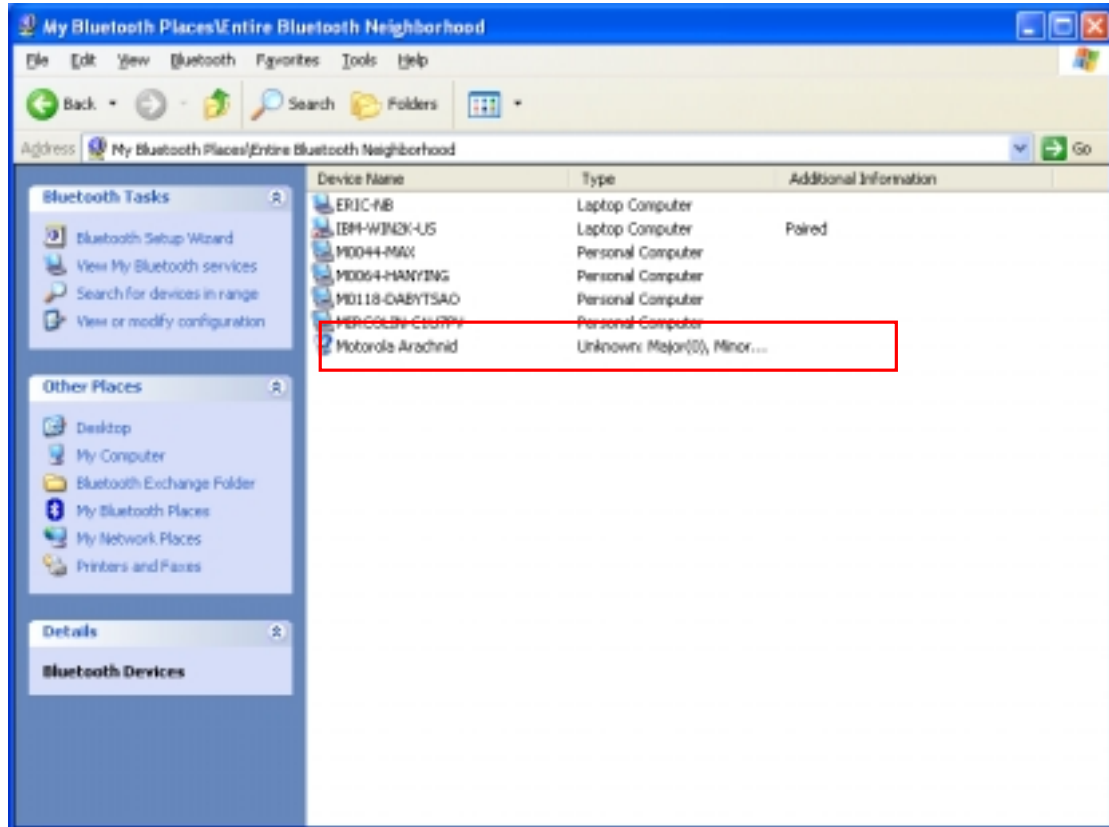 My Bluetooth Places\Entire Bluetooth Neighborhood
File Edit View Bluetooth Favorites Tools Help
Back Search Folders
Address My Bluetooth Places\Entire Bluetooth Neighborhood Go
Device Name Type Additional Information
Bluetooth Tasks
Bluetooth Setup Wizard
View My Bluetooth services
Search for devices in range
View or modify configuration
Other Places
Desktop
My Computer
Bluetooth Exchange Folder
My Bluetooth Places
My Network Places
Printers and Faxes
Details
Bluetooth Devices
ERIC-NB Laptop Computer
IBM-WIN2K-US Laptop Computer Paired
M0044-MAX Personal Computer
M0064-HANYING Personal Computer
M0118-DABYTSAO Personal Computer
Personal Computer
Motorola Arachnid Unknown: Major(0), Minor....